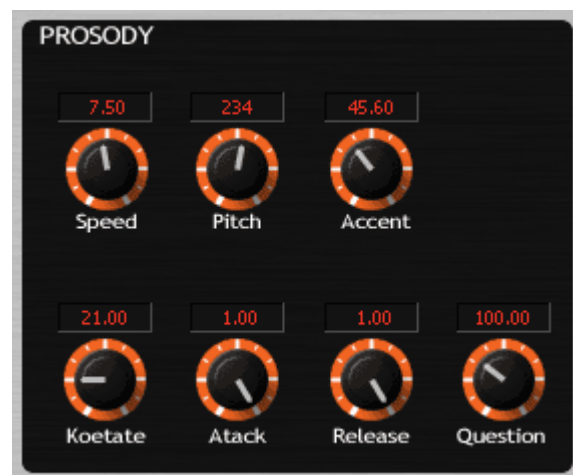 PROSODY
7.50 234 45.60
Speed Pitch Accent
21.00 1.00 1.00 100.00
Koetate Atack Release Question